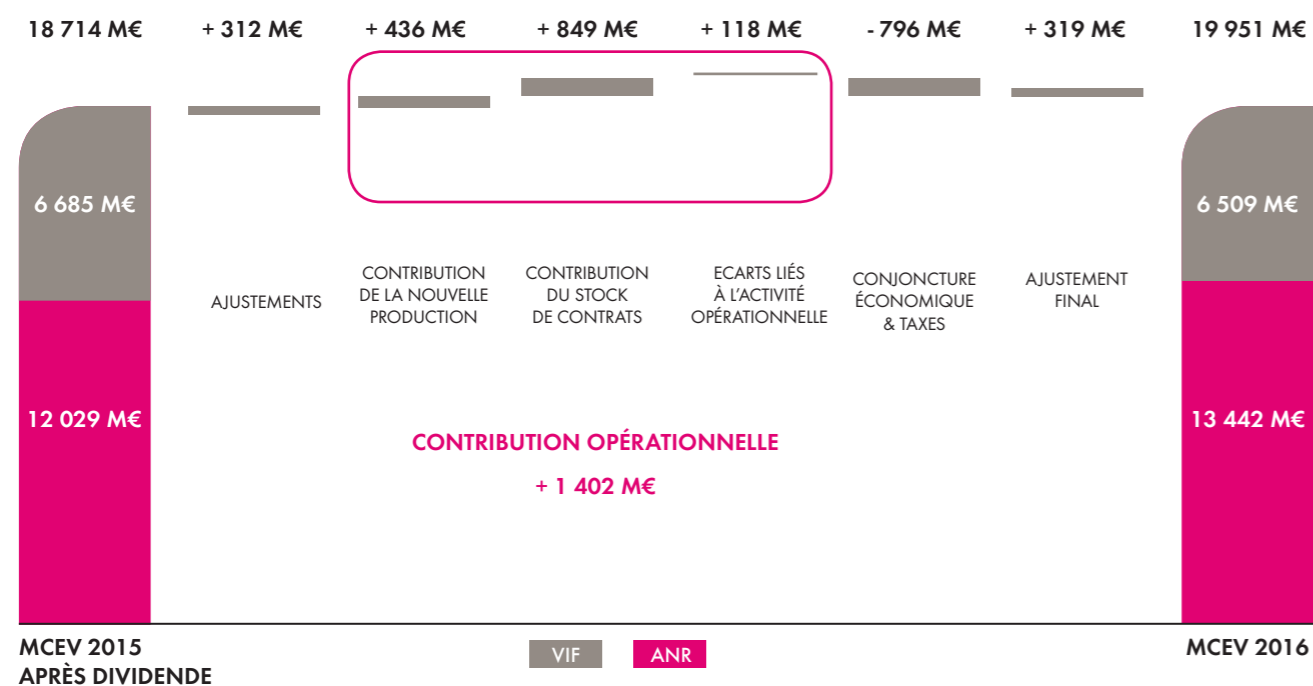 18 714 M€ + 312 M€ + 436 M€ + 849 M€ + 118 M€ - 796 M€ + 319 M€ 19 951 M€
6 685 M€
6 509 M€
AJUSTEMENTS
CONTRIBUTION
DE LA NOUVELLE
PRODUCTION
CONTRIBUTION
DU STOCK
DE CONTRATS
ECARTS LIÉS
À L'ACTIVITÉ
OPÉRATIONNELLE
CONJONCTURE
ÉCONOMIQUE
& TAXES
AJUSTEMENT
FINAL
12 029 M€
13 442 M€
CONTRIBUTION OPÉRATIONNELLE
+ 1 402 M€
MCEV 2015
APRÈS DIVIDENDE
VIF
ANR
MCEV 2016